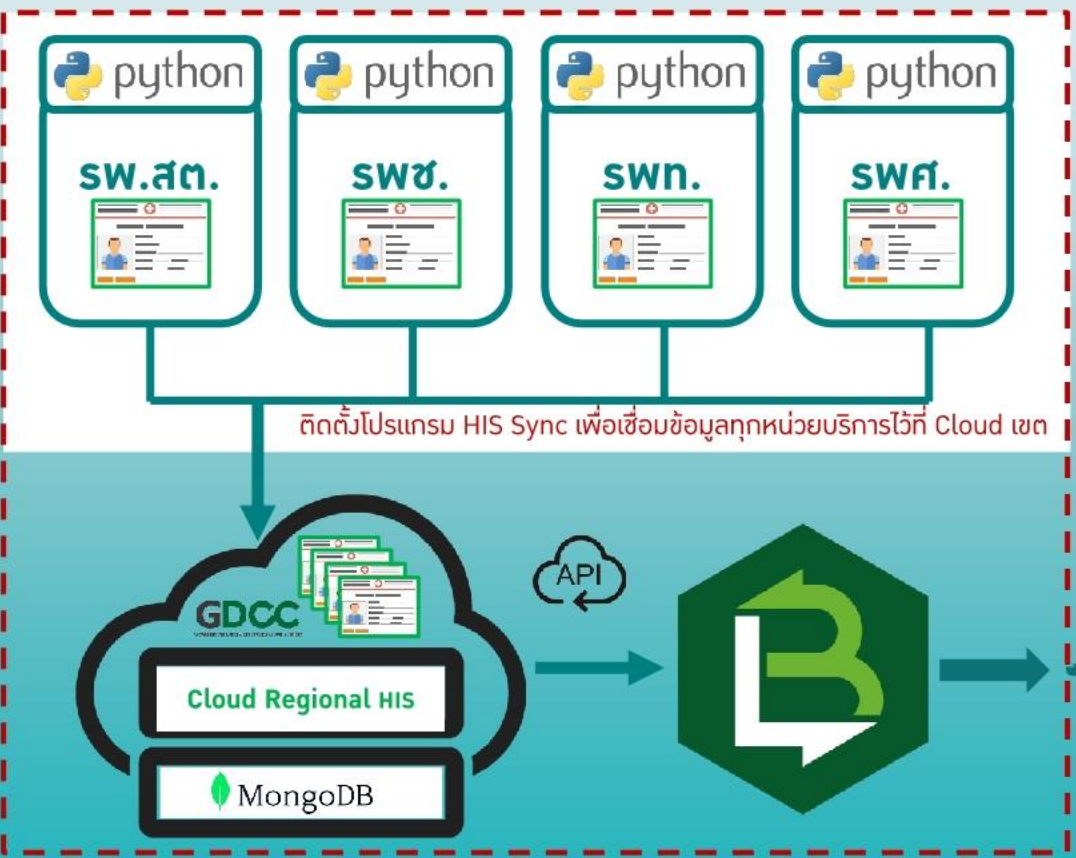 python
python
python
python
รพ.สต.
รพช.
รพท.
รพศ.
ติดตั้งโปรแกรม HIS Sync เพื่อเชื่อมข้อมูลทุกหน่วยบริการไว้ที่ Cloud เขต
API
GDCC
Cloud Regional HIS
MongoDB
LB